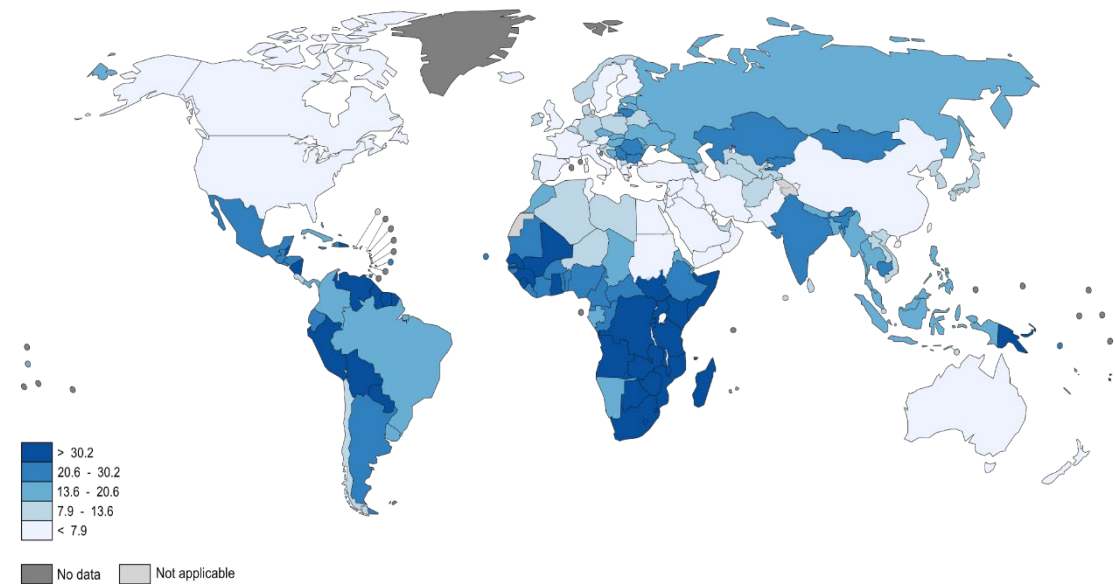 > 30.2
20.6 - 30.2
13.6 - 20.6
7.9 - 13.6
< 7.9
No data
Not applicable